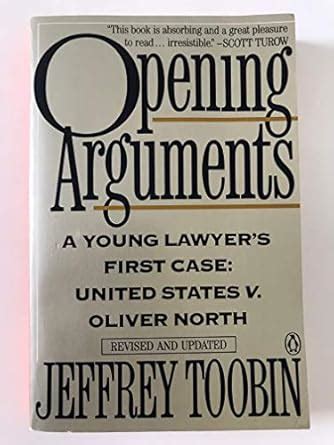 "This book is absorbing and a great pleasure
to read... irresistible."–SCOTT TUROW
Opening
Arguments
A YOUNG LAWYER'S
FIRST CASE:
UNITED STATES V.
OLIVER NORTH
REVISED AND UPDATED
JEFFREY TOOBIN